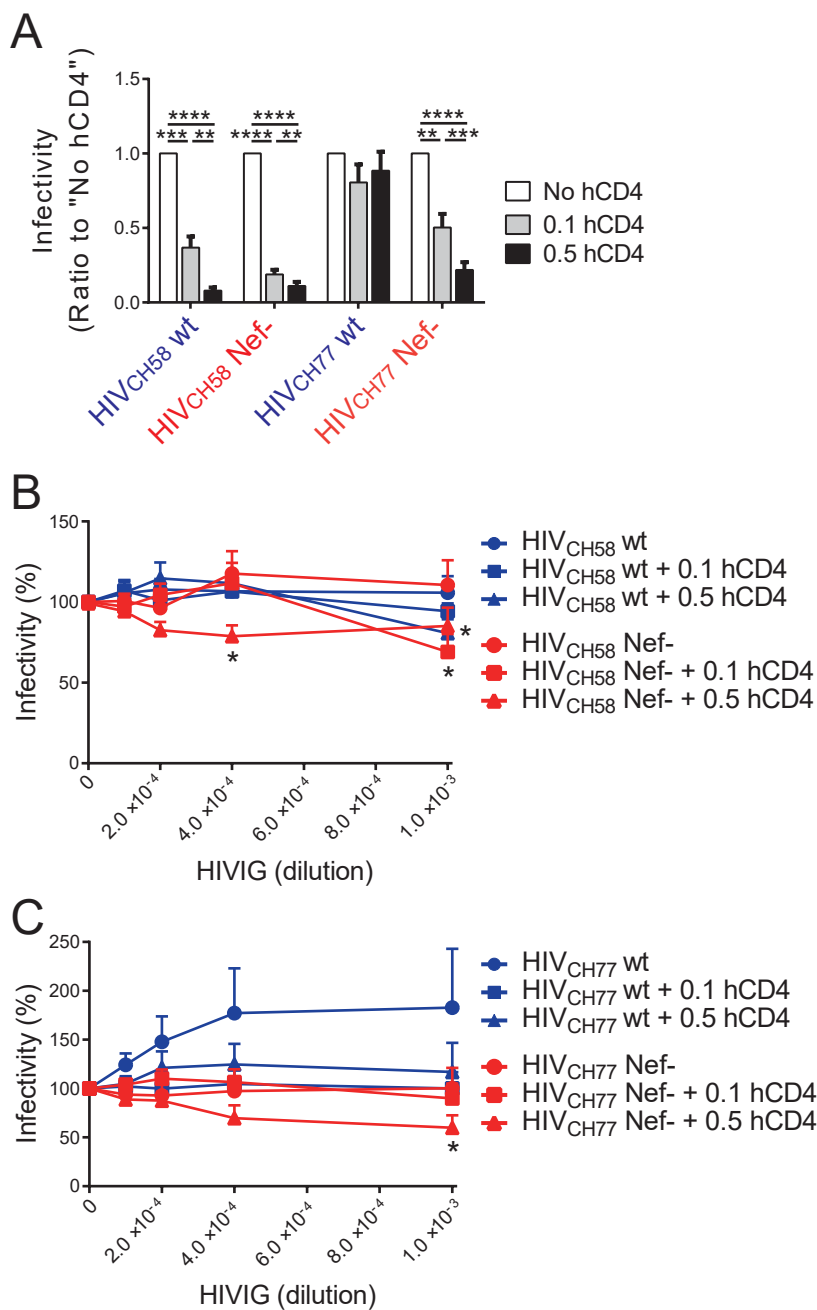 A
Infectivity
(Ratio to "No hCD4")
1.5
1.0
0.5
0.0
**** **** ****
*** ** **** ** ** ***
No hCD4
0.1 hCD4
0.5 hCD4
HIVCH58 wt
HIVCH58 Nef-
HIVCH77 wt
HIVCH77 Nef-
B
Infectivity (%)
150
100
50
0
*
*
*
0
2.0 ×10-4
4.0 ×10-4
6.0 ×10-4
8.0 ×10-4
1.0 ×10-3
HIVIG (dilution)
HIVCH58 wt
HIVCH58 wt + 0.1 hCD4
HIVCH58 wt + 0.5 hCD4
HIVCH58 Nef-
HIVCH58 Nef- + 0.1 hCD4
HIVCH58 Nef- + 0.5 hCD4
C
Infectivity (%)
250
200
150
100
50
0
*
0
2.0 ×10-4
4.0 ×10-4
6.0 ×10-4
8.0 ×10-4
1.0 ×10-3
HIVIG (dilution)
HIVCH77 wt
HIVCH77 wt + 0.1 hCD4
HIVCH77 wt + 0.5 hCD4
HIVCH77 Nef-
HIVCH77 Nef- + 0.1 hCD4
HIVCH77 Nef- + 0.5 hCD4